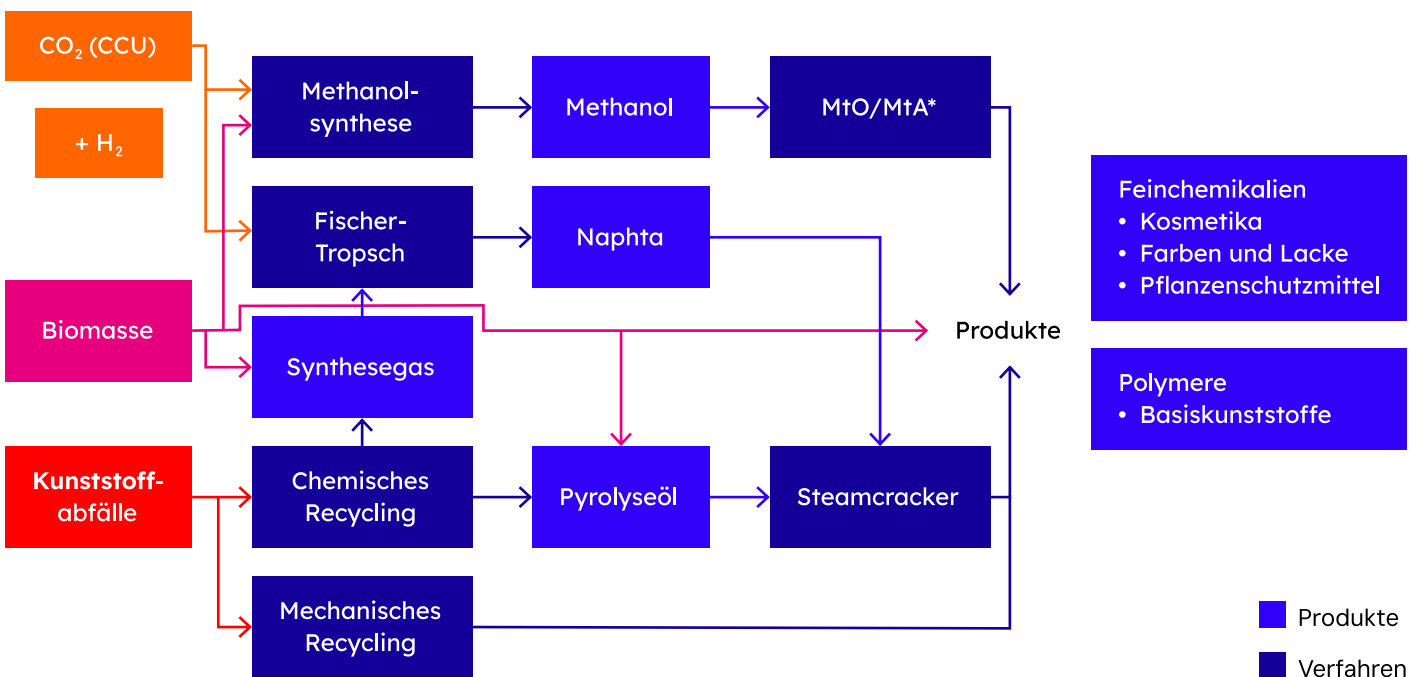 CO₂ (CCU)
+ H₂
Methanol-
synthese
Methanol
MtO/MtA*
Fischer-
Tropsch
Naphta
Feinchemikalien
• Kosmetika
• Farben und Lacke
• Pflanzenschutzmittel
Biomasse
Synthesegas
Produkte
Polymere
• Basiskunststoffe
Kunststoff-
abfälle
Chemisches
Recycling
Pyrolyseöl
Steamcracker
Mechanisches
Recycling
Produkte
Verfahren